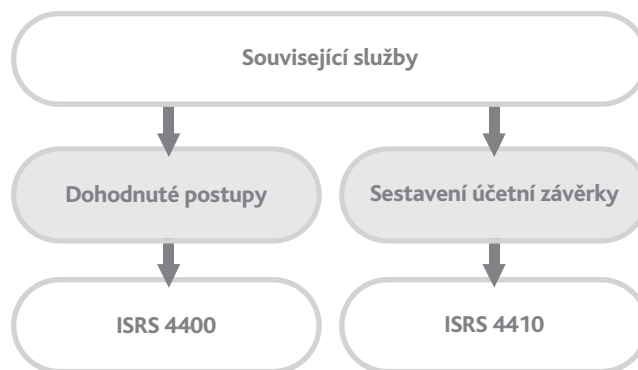 Související služby
Dohodnuté postupy
Sestavení účetní závěrky
ISRS 4400
ISRS 4410